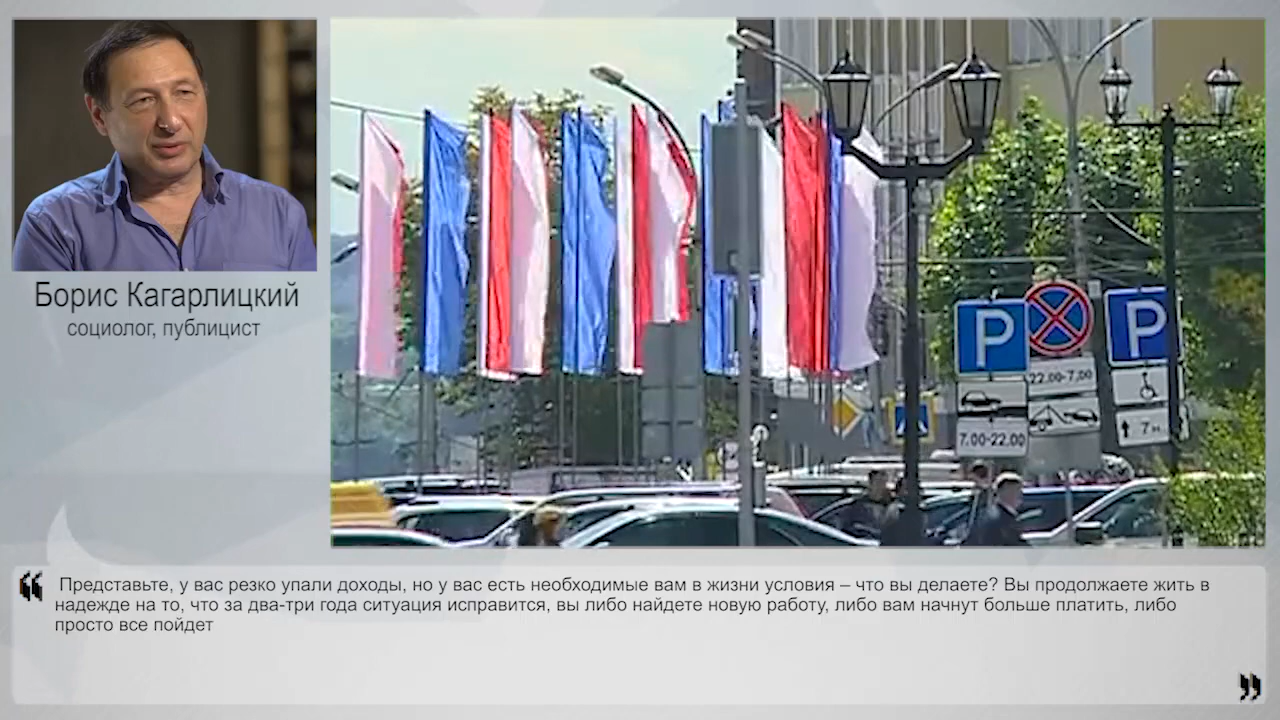 Борис Кагарлицкий
социолог, публицист
P
P
22.00-7.00
7.00-22.00
“ Представьте, у вас резко упали доходы, но у вас есть необходимые вам в жизни условия – что вы делаете? Вы продолжаете жить в
надежде на то, что за два-три года ситуация исправится, вы либо найдете новую работу, либо вам начнут больше платить, либо
просто все пойдет
”